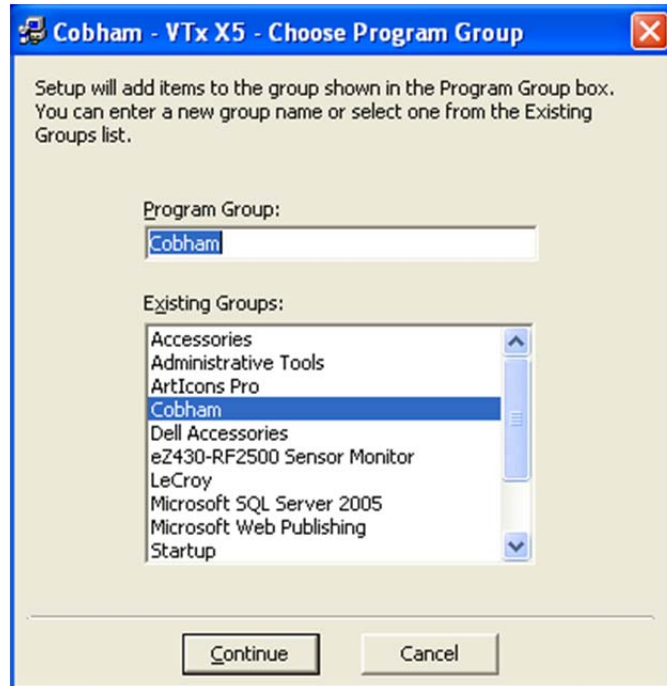 Cobham - VTx X5 - Choose Program Group
Setup will add items to the group shown in the Program Group box.
You can enter a new group name or select one from the Existing
Groups list.
Program Group:
Cobham
Existing Groups:
Accessories
Administrative Tools
ArtIcons Pro
Cobham
Dell Accessories
eZ430-RF2500 Sensor Monitor
LeCroy
Microsoft SQL Server 2005
Microsoft Web Publishing
Startup
Continue
Cancel